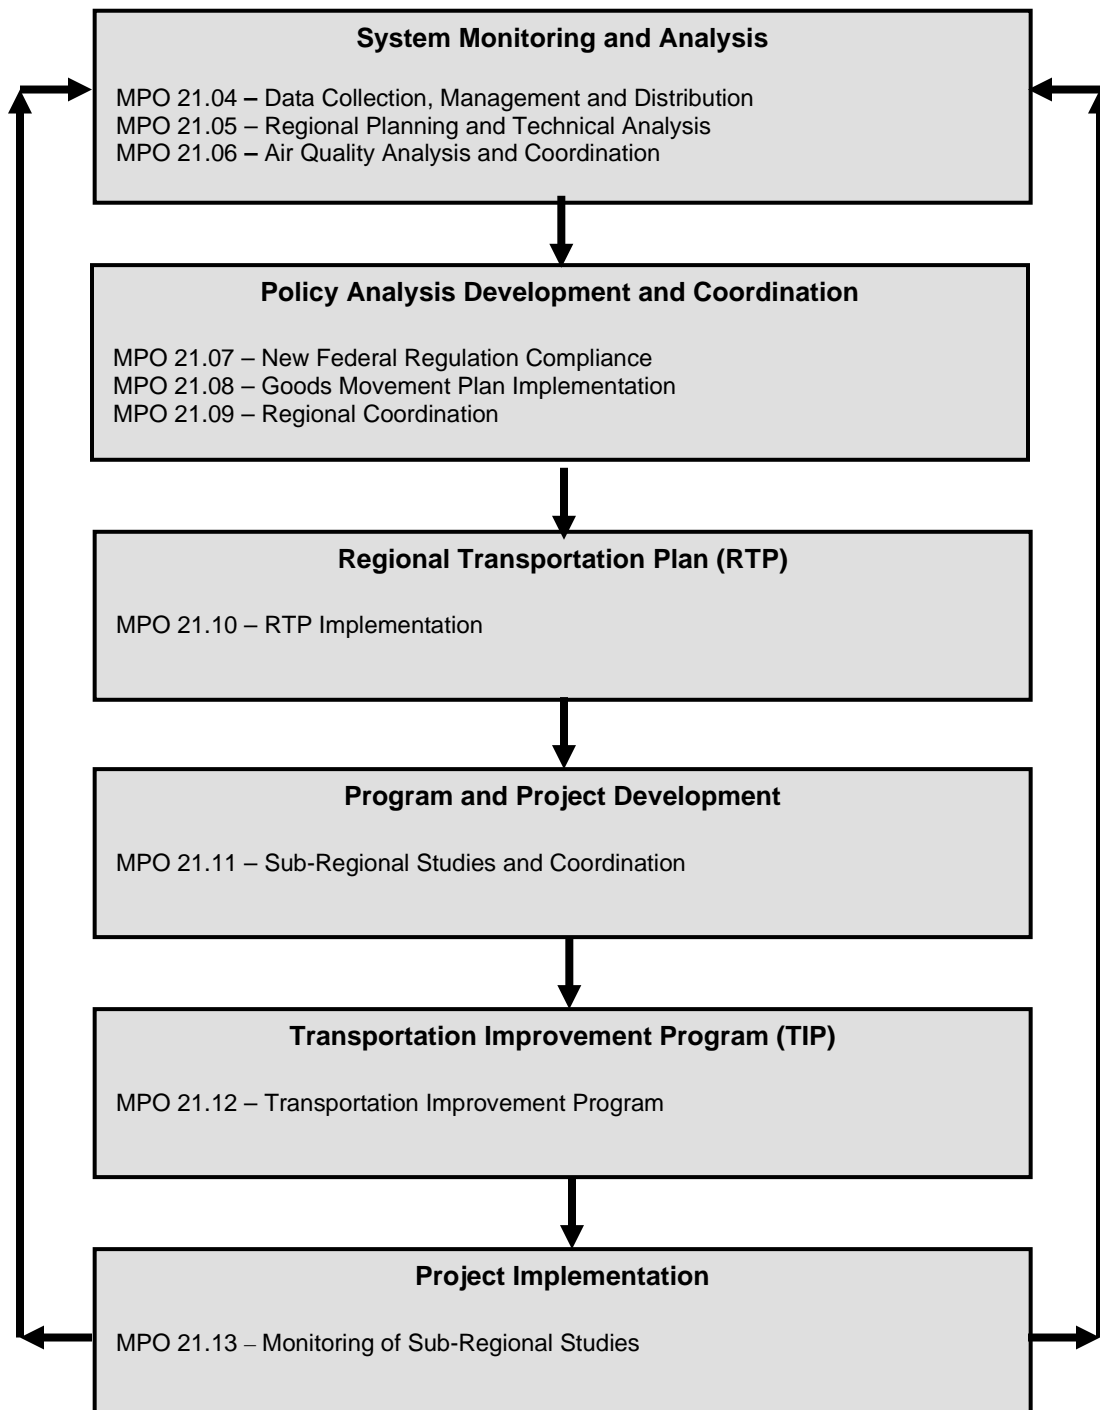 System Monitoring and Analysis
MPO 21.04 – Data Collection, Management and Distribution
MPO 21.05 – Regional Planning and Technical Analysis
MPO 21.06 – Air Quality Analysis and Coordination
Policy Analysis Development and Coordination
MPO 21.07 – New Federal Regulation Compliance
MPO 21.08 – Goods Movement Plan Implementation
MPO 21.09 – Regional Coordination
Regional Transportation Plan (RTP)
MPO 21.10 – RTP Implementation
Program and Project Development
MPO 21.11 – Sub-Regional Studies and Coordination
Transportation Improvement Program (TIP)
MPO 21.12 – Transportation Improvement Program
Project Implementation
MPO 21.13 – Monitoring of Sub-Regional Studies